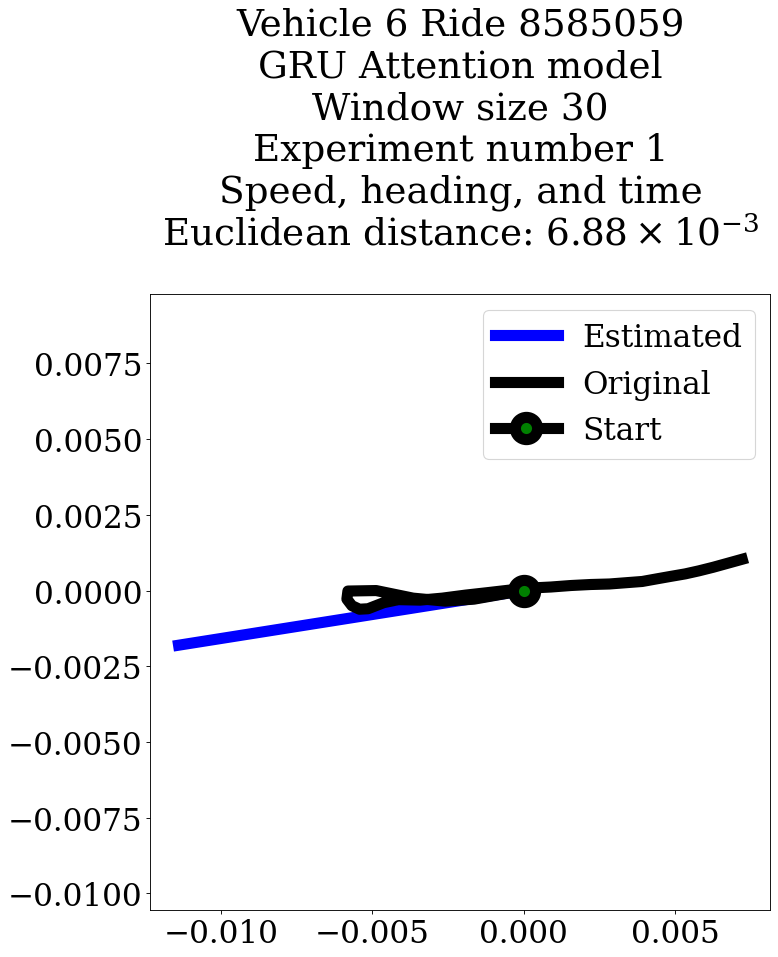 Vehicle 6 Ride 8585059
GRU Attention model
Window size 30
Experiment number 1
Speed, heading, and time
Euclidean distance: 6.88 × 10⁻³
Estimated
Original
Start
0.0075
0.0050
0.0025
0.0000
−0.0025
−0.0050
−0.0075
−0.0100
−0.010 −0.005 0.000 0.005